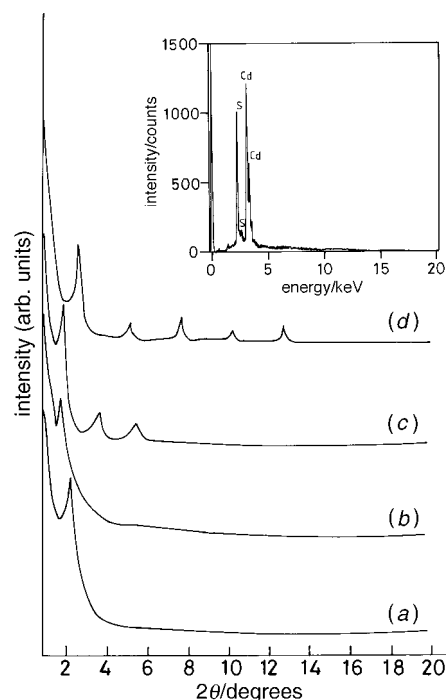 1500
1000
500
0
intensity/counts
S
Cd
Cd
S
0 5 10 15 20
energy/keV
intensity (arb. units)
(d)
(c)
(b)
(a)
2 4 6 8 10 12 14 16 18 20
2θ/degrees